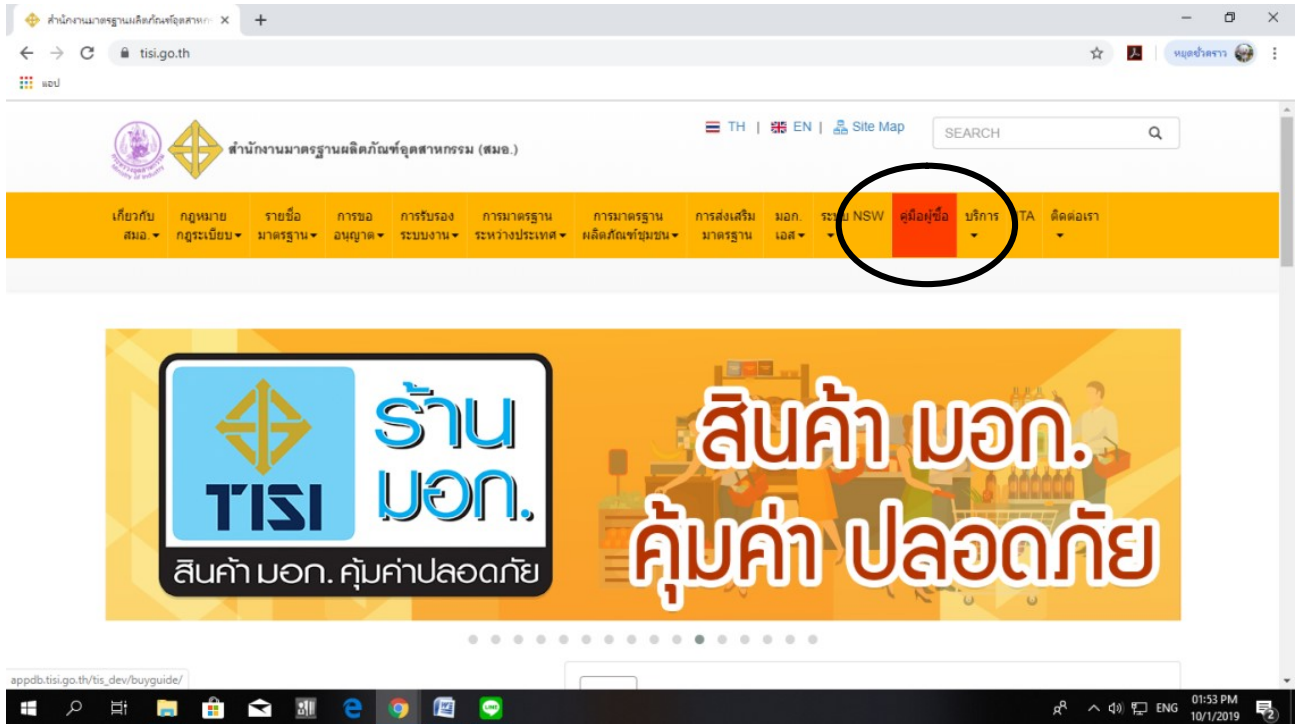 สำนักงานมาตรฐานผลิตภัณฑ์อุตสาหกร
tisi.go.th
หยุดชั่วคราว
แอป
สำนักงานมาตรฐานผลิตภัณฑ์อุตสาหกรรม (สมอ.)
TH | EN | Site Map
SEARCH
เกี่ยวกับ สมอ.
กฎหมาย กฎระเบียบ
รายชื่อ มาตรฐาน
การขอ อนุญาต
การรับรอง ระบบงาน
การมาตรฐาน ระหว่างประเทศ
การมาตรฐาน ผลิตภัณฑ์ชุมชน
การส่งเสริม มาตรฐาน
มอก. เอส
ระบบ NSW
คู่มือผู้ซื้อ
บริการ
ITA
ติดต่อเรา
TISI
ร้าน
มอก.
สินค้า มอก. คุ้มค่าปลอดภัย
สินค้า มอก.
คุ้มค่า ปลอดภัย
appdb.tisi.go.th/tis_dev/buyguide/
ENG
01:53 PM
10/1/2019